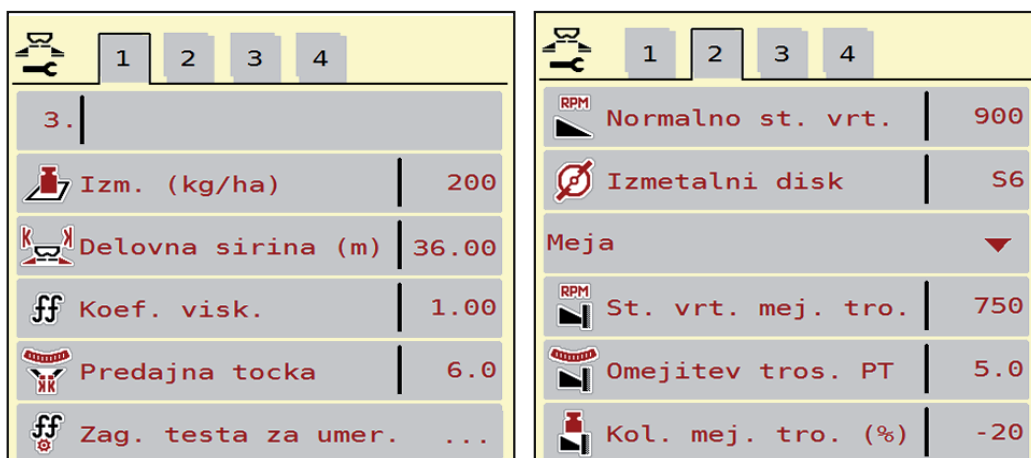 1 2 3 4
3.
Izm. (kg/ha) 200
Delovna sirina (m) 36.00
Koef. visk. 1.00
Predajna tocka 6.0
Zag. testa za umer. ...
1 2 3 4
RPM Normalno st. vrt. 900
Izmetalni disk S6
Meja
RPM St. vrt. mej. tro. 750
Omejitev tros. PT 5.0
Kol. mej. tro. (%) -20